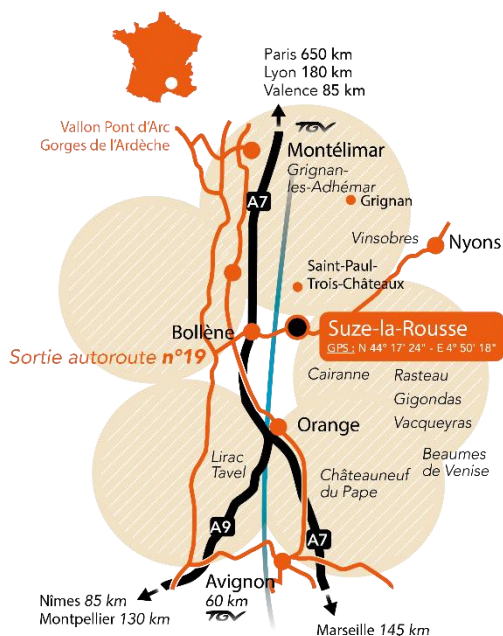 Paris 650 km
Lyon 180 km
Valence 85 km
TGV
Vallon Pont d'Arc
Gorges de l'Ardèche
Montélimar
Grignan-
les-Adhémar
A7
Grignan
Vinsobres
Nyons
Saint-Paul-
Trois-Châteaux
Bollène
Suze-la-Rousse
GPS : N 44° 17' 24" - E 4° 50' 18"
Sortie autoroute n°19
Cairanne
Rasteau
Gigondas
Vacqueyras
Orange
Lirac
Tavel
Beaumes
de Venise
Châteauneuf
du Pape
A9
A7
Avignon
60 km
TGV
Nîmes 85 km
Montpellier 130 km
Marseille 145 km